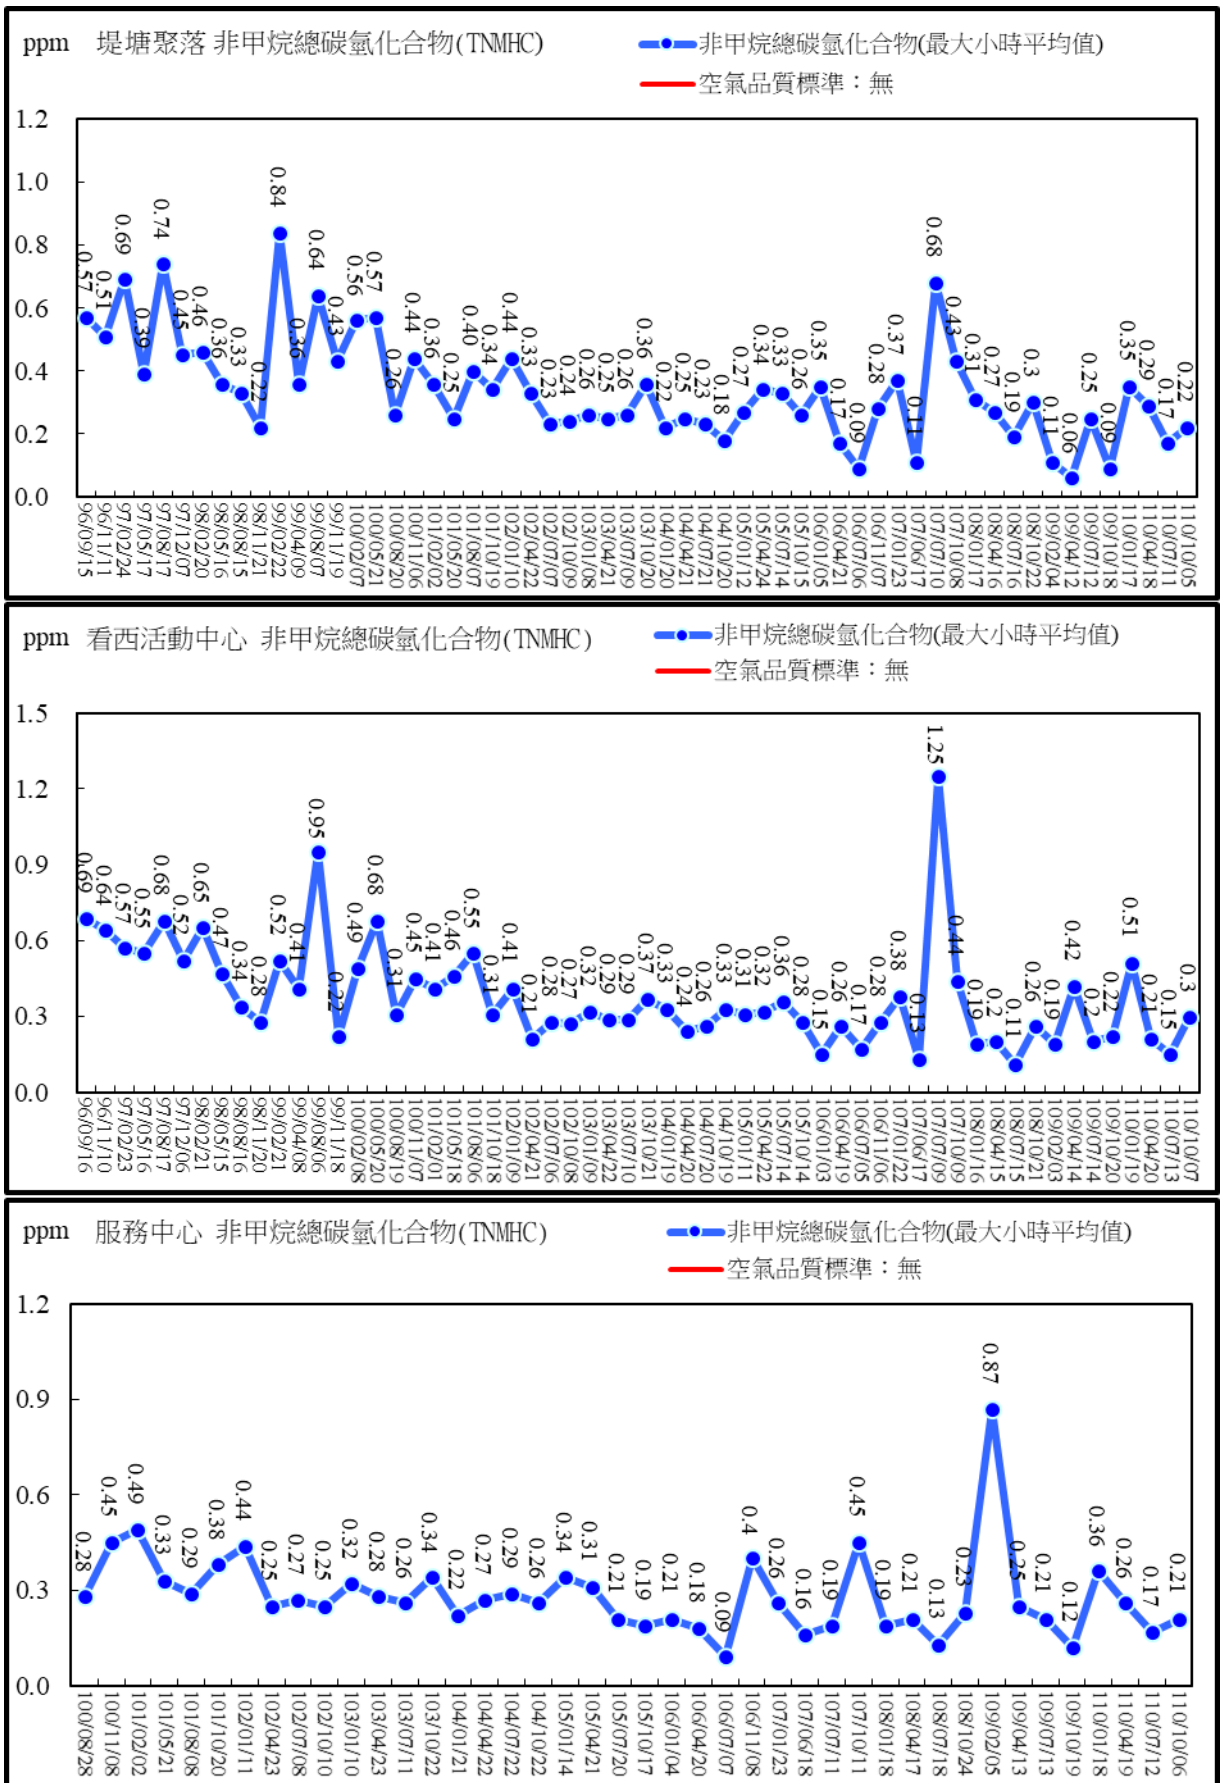 ppm 堤塘聚落 非甲烷總碳氫化合物(TNMHC)
非甲烷總碳氫化合物(最大小時平均值)
空氣品質標準：無
1.2
1.0
0.8
0.6
0.4
0.2
0.0
0.57 0.51 0.69 0.39 0.74 0.45 0.46 0.36 0.33 0.22 0.84 0.36 0.64 0.43 0.56 0.57 0.26 0.44 0.36 0.25 0.40 0.34 0.44 0.33 0.23 0.24 0.26 0.25 0.26 0.36 0.22 0.25 0.23 0.18 0.27 0.34 0.33 0.26 0.35 0.17 0.09 0.28 0.37 0.11 0.68 0.43 0.31 0.27 0.19 0.3 0.11 0.06 0.25 0.09 0.35 0.29 0.17 0.22
96/09/15 96/11/11 97/02/24 97/05/17 97/08/17 97/12/07 98/02/20 98/05/16 98/08/15 98/11/21 99/02/22 99/04/09 99/08/07 99/11/19 100/02/07 100/05/21 100/08/20 100/11/06 101/02/02 101/05/20 101/08/07 101/10/19 102/01/10 102/04/22 102/07/07 102/10/09 103/01/08 103/04/21 103/07/09 103/10/20 104/01/20 104/04/21 104/07/21 104/10/20 105/01/12 105/04/24 105/07/14 105/10/15 106/01/05 106/04/21 106/07/06 106/11/07 107/01/23 107/06/17 107/07/10 107/10/08 108/01/17 108/04/16 108/07/16 108/10/22 109/02/04 109/04/12 109/07/12 109/10/18 110/01/17 110/04/18 110/07/11 110/10/05
ppm 看西活動中心 非甲烷總碳氫化合物(TNMHC)
非甲烷總碳氫化合物(最大小時平均值)
空氣品質標準：無
1.5
1.2
0.9
0.6
0.3
0.0
0.69 0.64 0.57 0.55 0.68 0.52 0.65 0.47 0.34 0.28 0.52 0.41 0.95 0.22 0.49 0.68 0.31 0.45 0.41 0.46 0.55 0.31 0.41 0.21 0.28 0.27 0.32 0.29 0.29 0.37 0.33 0.24 0.26 0.33 0.31 0.32 0.36 0.28 0.15 0.26 0.17 0.28 0.38 0.13 1.25 0.44 0.19 0.2 0.11 0.26 0.19 0.42 0.2 0.22 0.51 0.21 0.15 0.3
96/09/16 96/11/10 97/02/23 97/05/16 97/08/17 97/12/06 98/02/21 98/05/15 98/08/16 98/11/20 99/02/21 99/04/08 99/08/06 99/11/18 100/02/08 100/05/20 100/08/19 100/11/07 101/02/01 101/05/18 101/08/06 101/10/18 102/01/09 102/04/21 102/07/06 102/10/08 103/01/09 103/04/22 103/07/10 103/10/21 104/01/19 104/04/20 104/07/20 104/10/19 105/01/11 105/04/22 105/07/14 105/10/14 106/01/03 106/04/19 106/07/05 106/11/06 107/01/22 107/06/17 107/07/09 107/10/09 108/01/16 108/04/15 108/07/15 108/10/21 109/02/03 109/04/14 109/07/14 109/10/20 110/01/19 110/04/20 110/07/13 110/10/07
ppm 服務中心 非甲烷總碳氫化合物(TNMHC)
非甲烷總碳氫化合物(最大小時平均值)
空氣品質標準：無
1.2
0.9
0.6
0.3
0.0
0.28 0.45 0.49 0.33 0.29 0.38 0.44 0.25 0.27 0.25 0.32 0.28 0.26 0.34 0.22 0.27 0.29 0.26 0.34 0.31 0.21 0.19 0.21 0.18 0.09 0.4 0.26 0.16 0.19 0.45 0.19 0.21 0.13 0.23 0.87 0.25 0.21 0.12 0.36 0.26 0.17 0.21
100/08/28 100/11/08 101/02/02 101/05/21 101/08/08 101/10/20 102/01/11 102/04/23 102/07/08 102/10/10 103/01/10 103/04/23 103/07/11 103/10/22 104/01/21 104/04/22 104/07/22 104/10/22 105/01/14 105/04/21 105/07/20 105/10/17 106/01/04 106/04/20 106/07/07 106/11/08 107/01/23 107/06/18 107/07/11 107/10/11 108/01/18 108/04/17 108/07/18 108/10/24 109/02/05 109/04/13 109/07/13 109/10/19 110/01/18 110/04/19 110/07/12 110/10/06